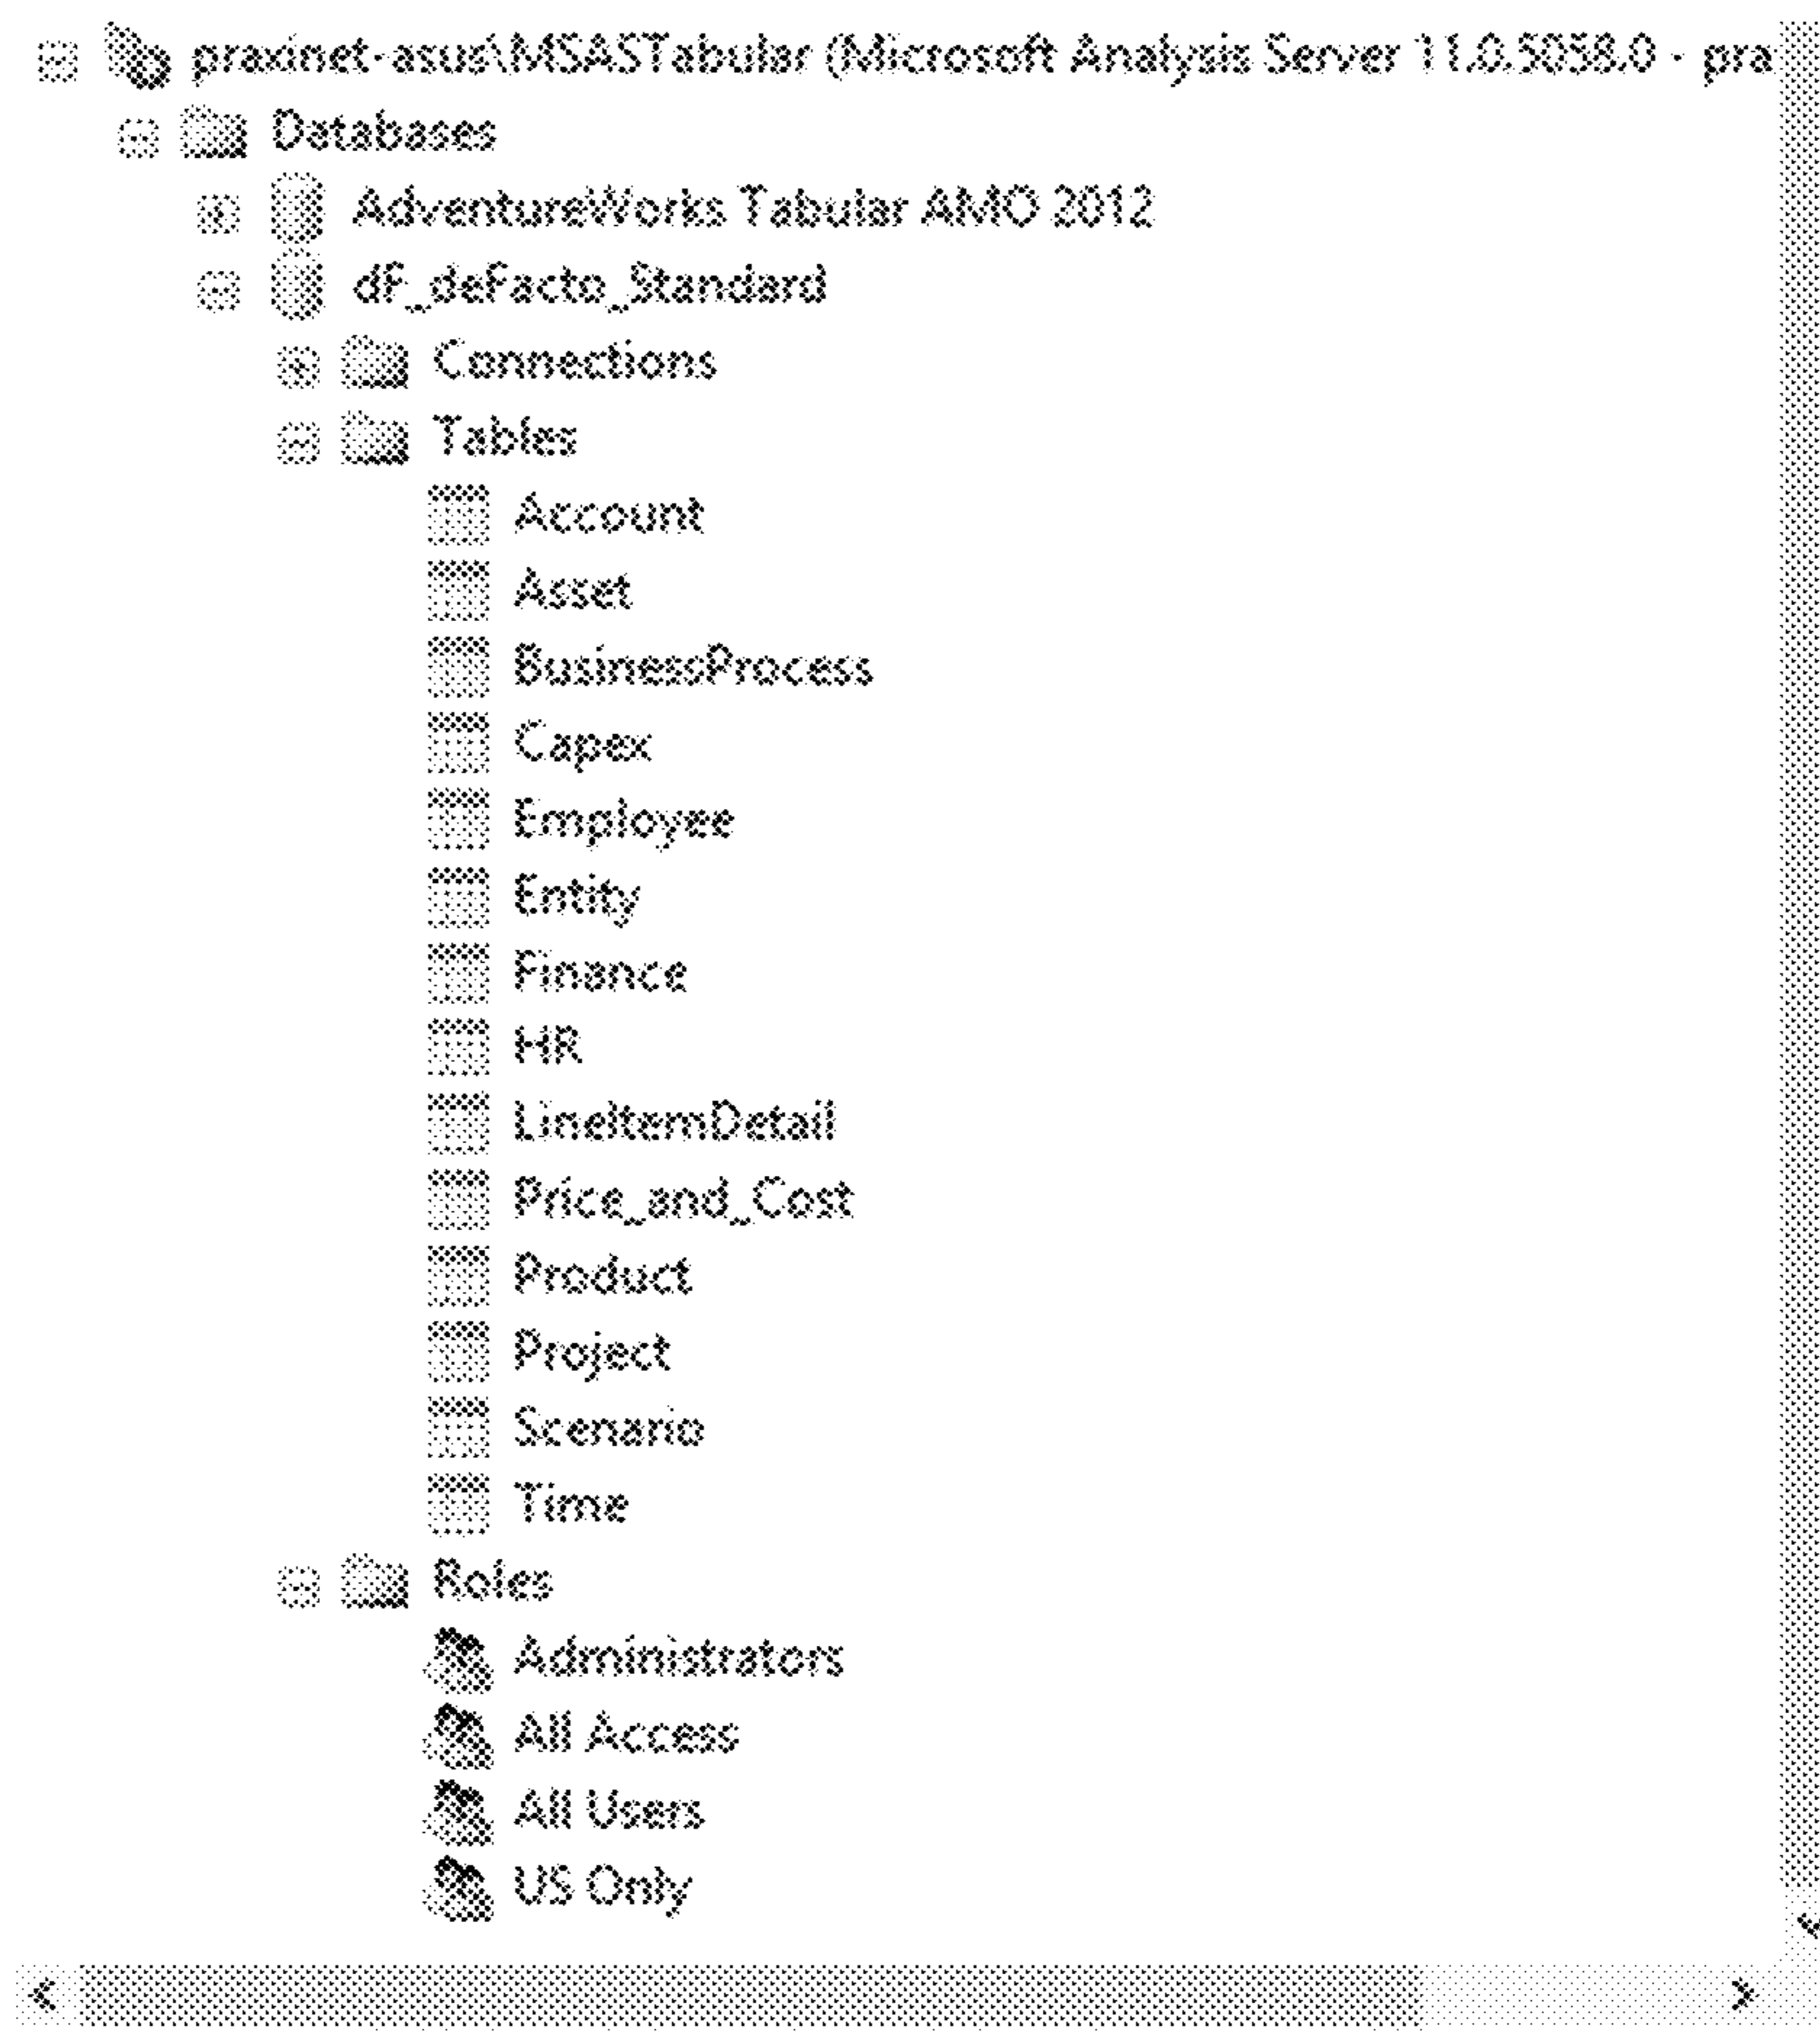 praxinet-asus\MSASTabular (Microsoft Analysis Server 11.0.5058.0 - pra
Databases
AdventureWorks Tabular AMO 2012
dF_deFacto_Standard
Connections
Tables
Account
Asset
BusinessProcess
Capex
Employee
Entity
Finance
HR
LineItemDetail
Price_and_Cost
Product
Project
Scenario
Time
Roles
Administrators
All Access
All Users
US Only